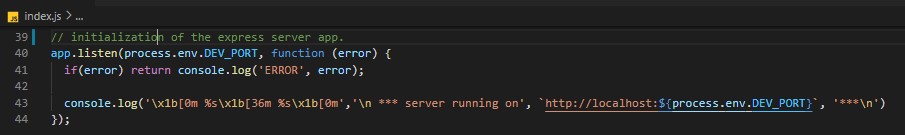 JS index.js > ...
39 // initialization of the express server app.
40 app.listen(process.env.DEV_PORT, function (error) {
41 if(error) return console.log('ERROR', error);
42
43 console.log('\x1b[0m %s\x1b[36m %s\x1b[0m','\n *** server running on', `http://localhost:${process.env.DEV_PORT}`, '***\n')
44 });